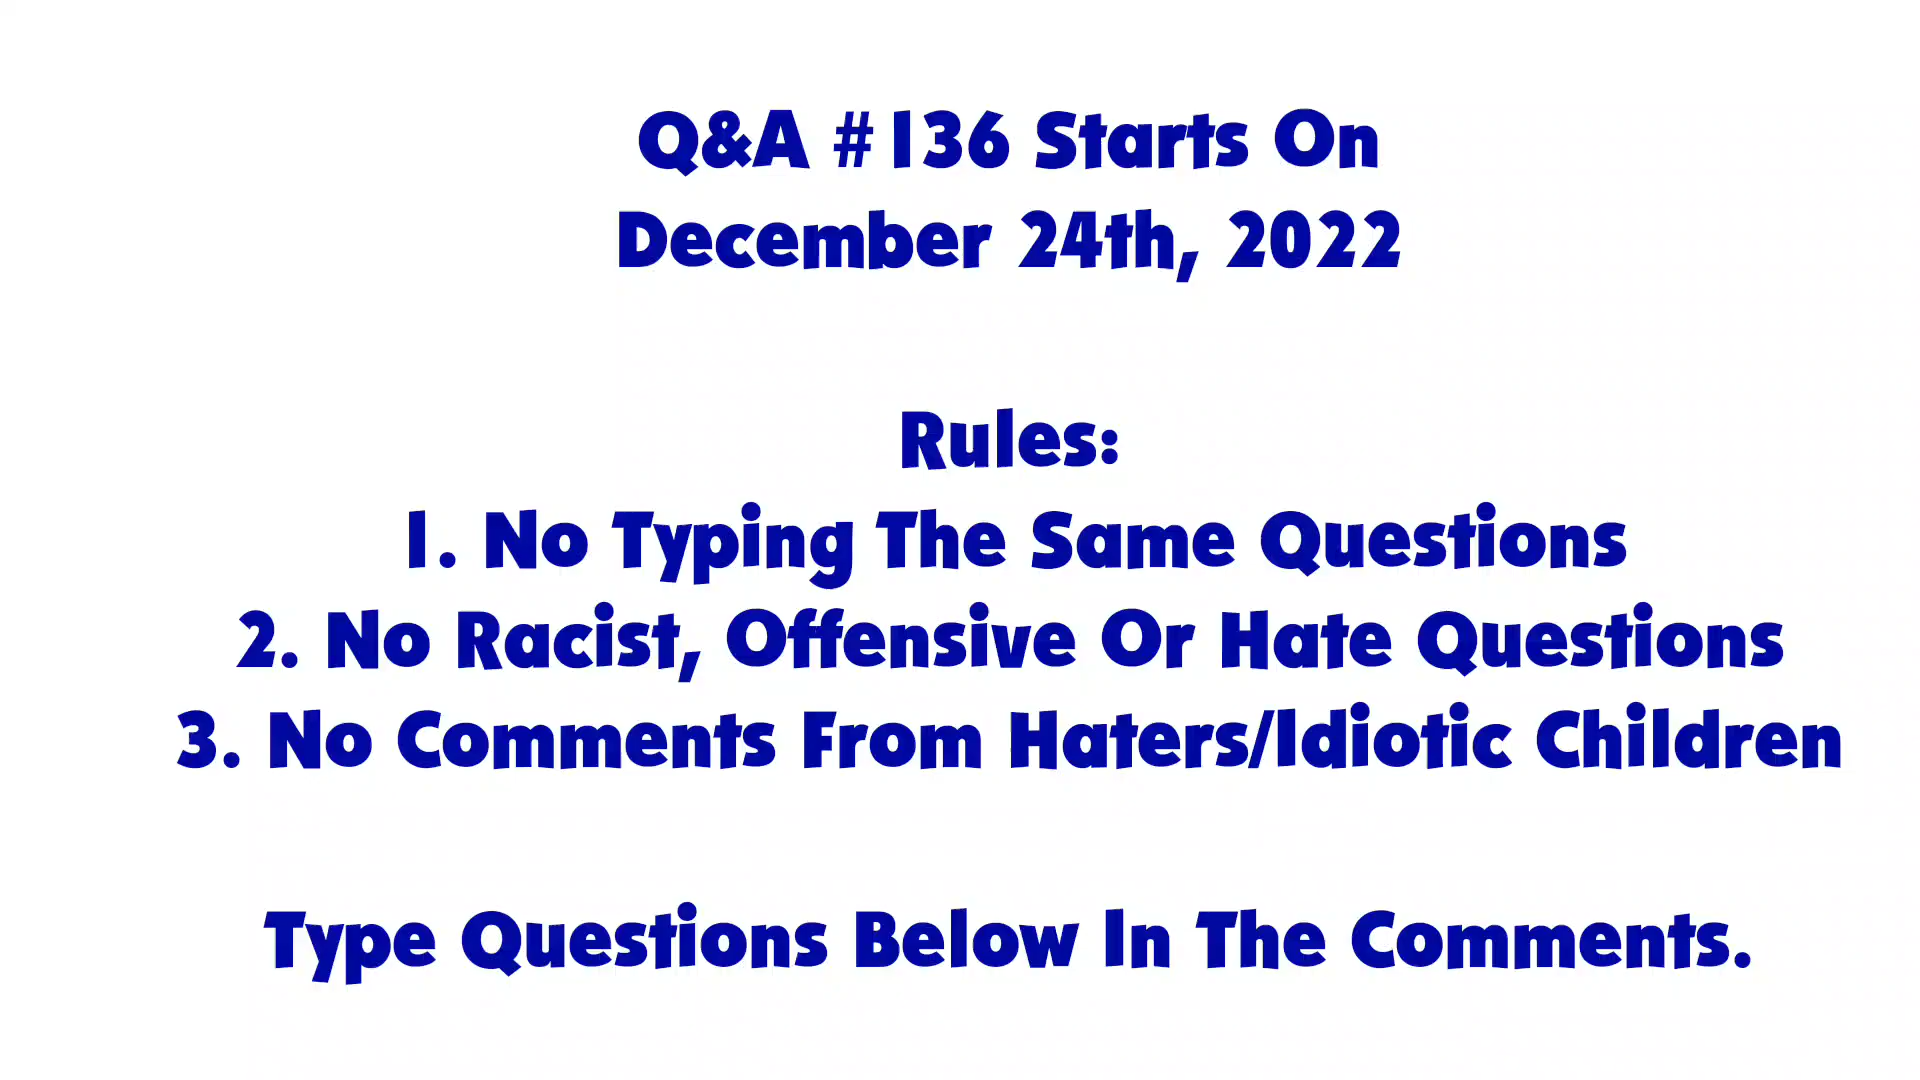 Q&A #136 Starts On
December 24th, 2022
Rules:
1. No Typing The Same Questions
2. No Racist, Offensive Or Hate Questions
3. No Comments From Haters/Idiotic Children
Type Questions Below In The Comments.